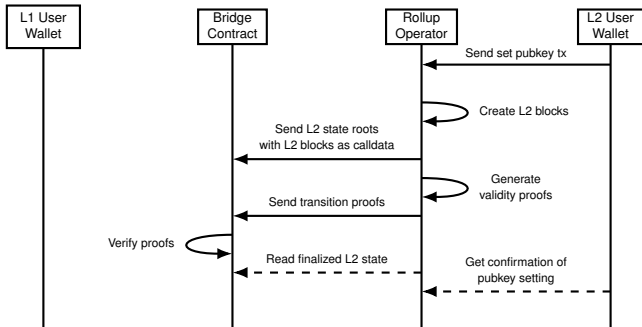 L1 User
Wallet
Bridge
Contract
Rollup
Operator
L2 User
Wallet
Send set pubkey tx
Create L2 blocks
Send L2 state roots
with L2 blocks as calldata
Generate
validity proofs
Send transition proofs
Verify proofs
Read finalized L2 state
Get confirmation of
pubkey setting